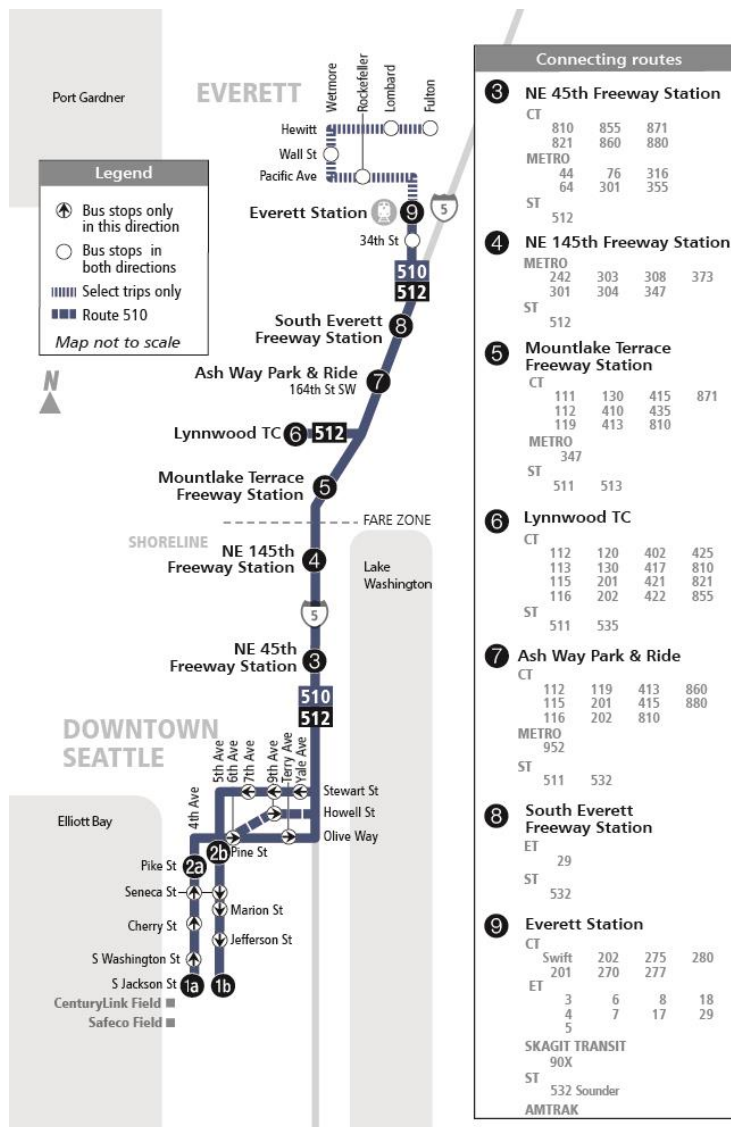 Port Gardner
EVERETT
Wetmore
Rockefeller
Lombard
Fulton
Hewitt
Wall St
Pacific Ave
Legend
Bus stops only
in this direction
Bus stops in
both directions
Select trips only
Route 510
Map not to scale
N
Everett Station 9
5
34th St
510
512
South Everett
Freeway Station 8
Ash Way Park & Ride 7
164th St SW
Lynnwood TC 6 512
Mountlake Terrace
Freeway Station 5
FARE ZONE
SHORELINE
NE 145th
Freeway Station 4
Lake
Washington
5
NE 45th
Freeway Station 3
510
512
DOWNTOWN
SEATTLE
4th Ave
5th Ave
6th Ave
7th Ave
9th Ave
Terry Ave
Yale Ave
Stewart St
Howell St
Olive Way
Elliott Bay
2b Pine St
Pike St 2a
Seneca St
Marion St
Cherry St
Jefferson St
S Washington St
S Jackson St 1a 1b
CenturyLink Field
Safeco Field
Connecting routes
3 NE 45th Freeway Station
CT
810 855 871
821 860 880
METRO
44 76 316
64 301 355
ST
512
4 NE 145th Freeway Station
METRO
242 303 308 373
301 304 347
ST
512
5 Mountlake Terrace
Freeway Station
CT
111 130 415 871
112 410 435
119 413 810
METRO
347
ST
511 513
6 Lynnwood TC
CT
112 120 402 425
113 130 417 810
115 201 421 821
116 202 422 855
ST
511 535
7 Ash Way Park & Ride
CT
112 119 413 860
115 201 415 880
116 202 810
METRO
952
ST
511 532
8 South Everett
Freeway Station
ET
29
ST
532
9 Everett Station
CT
Swift 202 275 280
201 270 277
ET
3 6 8 18
4 7 17 29
5
SKAGIT TRANSIT
90X
ST
532 Sounder
AMTRAK